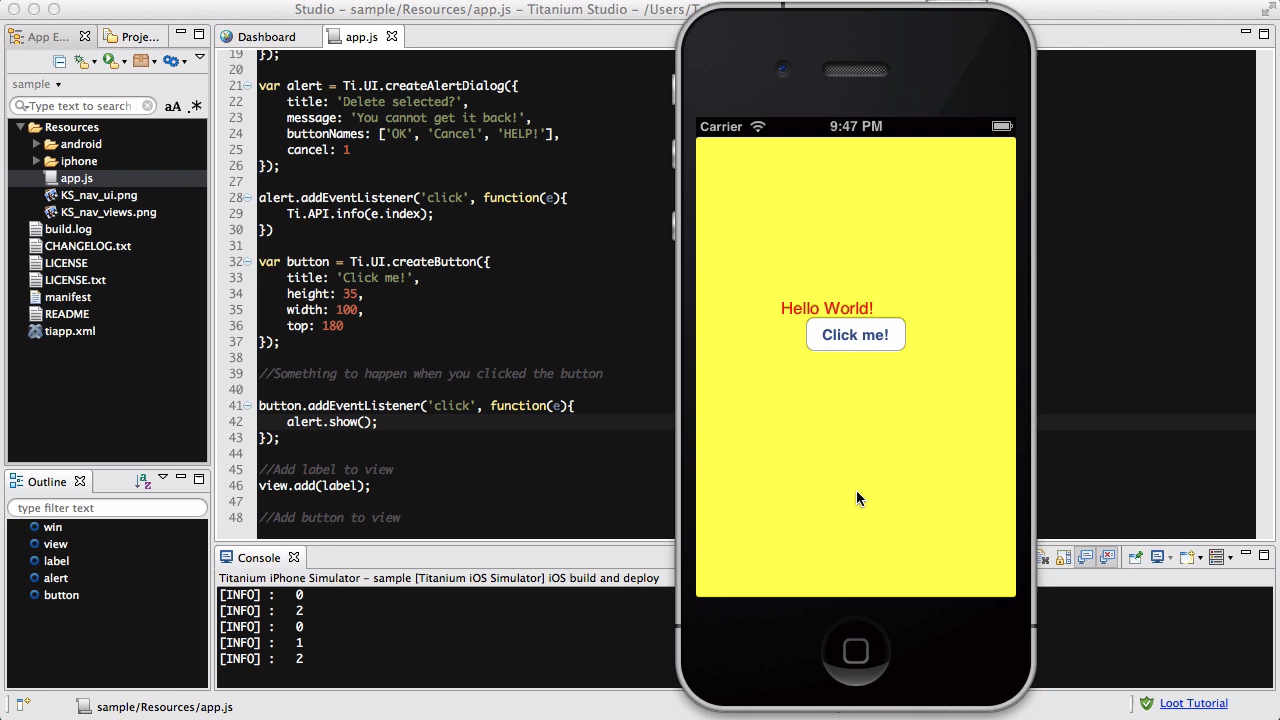 Studio – sample/Resources/app.js – Titanium Studio – /Users/T
App E
Proje...
sample
Type text to search
aA .*
Resources
android
iphone
app.js
KS_nav_ui.png
KS_nav_views.png
build.log
CHANGELOG.txt
LICENSE
LICENSE.txt
manifest
README
tiapp.xml
Outline
type filter text
win
view
label
alert
button
Dashboard
app.js
19 });
20
21 var alert = Ti.UI.createAlertDialog({
22 title: 'Delete selected?',
23 message: 'You cannot get it back!',
24 buttonNames: ['OK', 'Cancel', 'HELP!'],
25 cancel: 1
26 });
27
28 alert.addEventListener('click', function(e){
29 Ti.API.info(e.index);
30 })
31
32 var button = Ti.UI.createButton({
33 title: 'Click me!',
34 height: 35,
35 width: 100,
36 top: 180
37 });
38
39 //Something to happen when you clicked the button
40
41 button.addEventListener('click', function(e){
42 alert.show();
43 });
44
45 //Add label to view
46 view.add(label);
47
48 //Add button to view
Carrier 9:47 PM
Hello World!
Click me!
Console
Titanium iPhone Simulator - sample [Titanium iOS Simulator] iOS build and deploy
[INFO] : 0
[INFO] : 2
[INFO] : 0
[INFO] : 1
[INFO] : 2
sample/Resources/app.js
Loot Tutorial